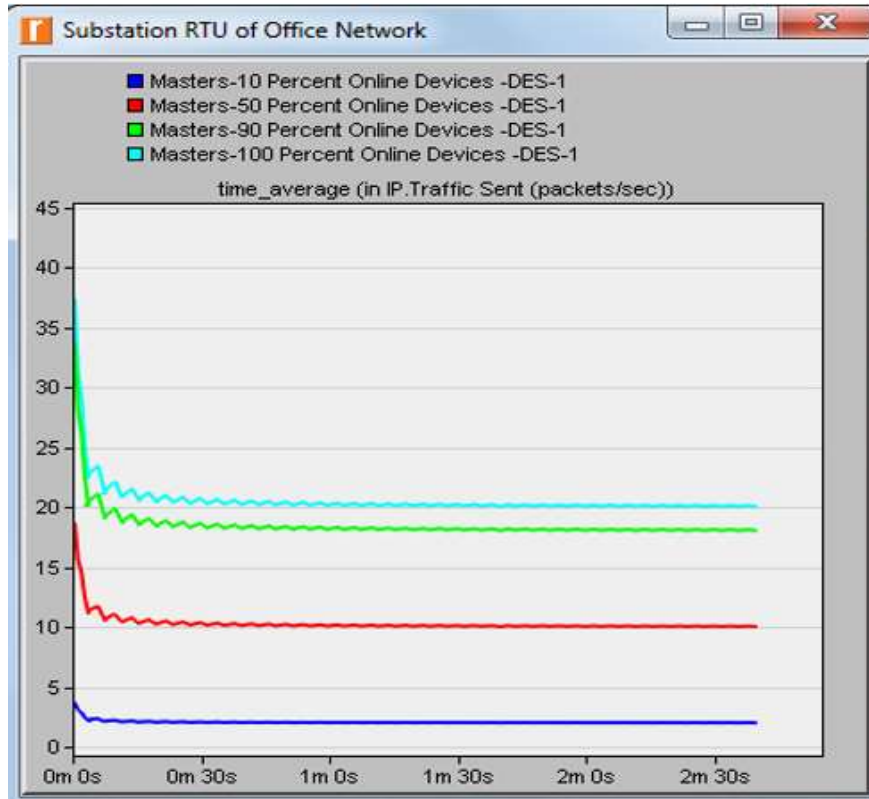 Substation RTU of Office Network
Masters-10 Percent Online Devices -DES-1
Masters-50 Percent Online Devices -DES-1
Masters-90 Percent Online Devices -DES-1
Masters-100 Percent Online Devices -DES-1
time_average (in IP.Traffic Sent (packets/sec))
45
40
35
30
25
20
15
10
5
0
0m 0s 0m 30s 1m 0s 1m 30s 2m 0s 2m 30s